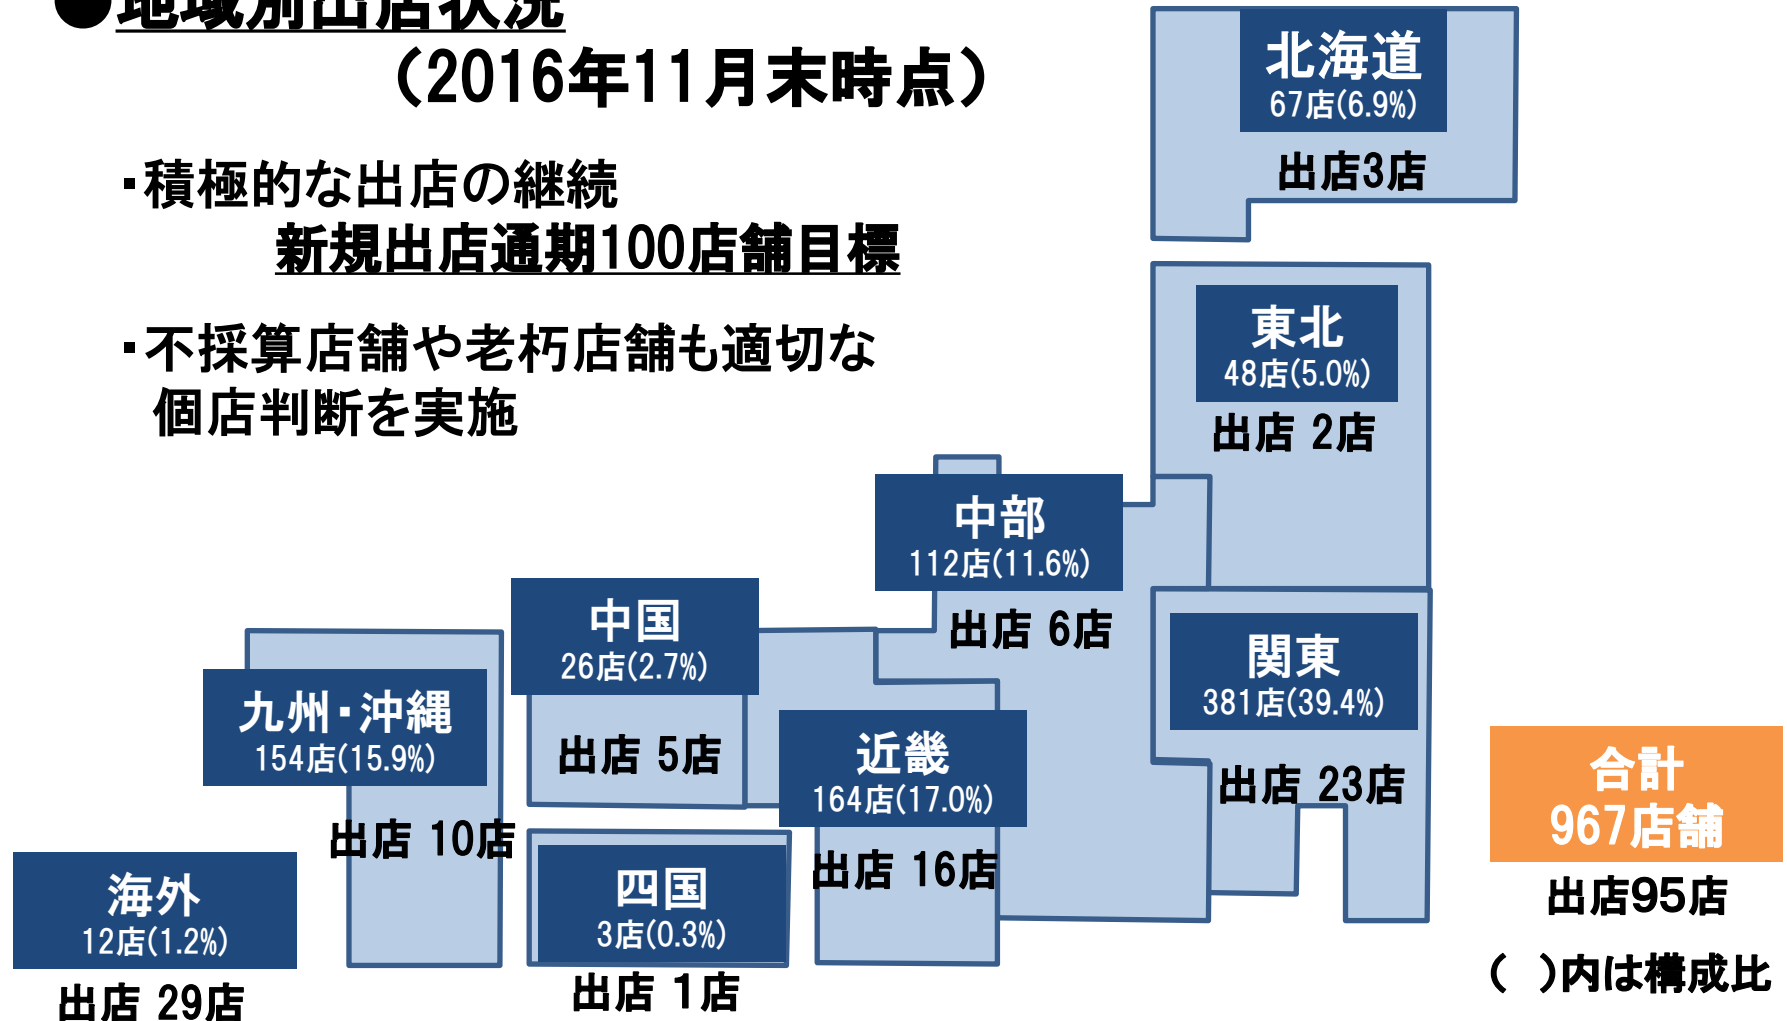 ●地域別出店状況
(2016年11月末時点)
・積極的な出店の継続
新規出店通期100店舗目標
・不採算店舗や老朽店舗も適切な
個店判断を実施
北海道
67店(6.9%)
出店3店
東北
48店(5.0%)
出店 2店
中部
112店(11.6%)
出店 6店
関東
381店(39.4%)
出店 23店
中国
26店(2.7%)
出店 5店
近畿
164店(17.0%)
出店 16店
九州・沖縄
154店(15.9%)
出店 10店
四国
3店(0.3%)
出店 1店
海外
12店(1.2%)
出店 29店
合計
967店舗
出店95店
( )内は構成比